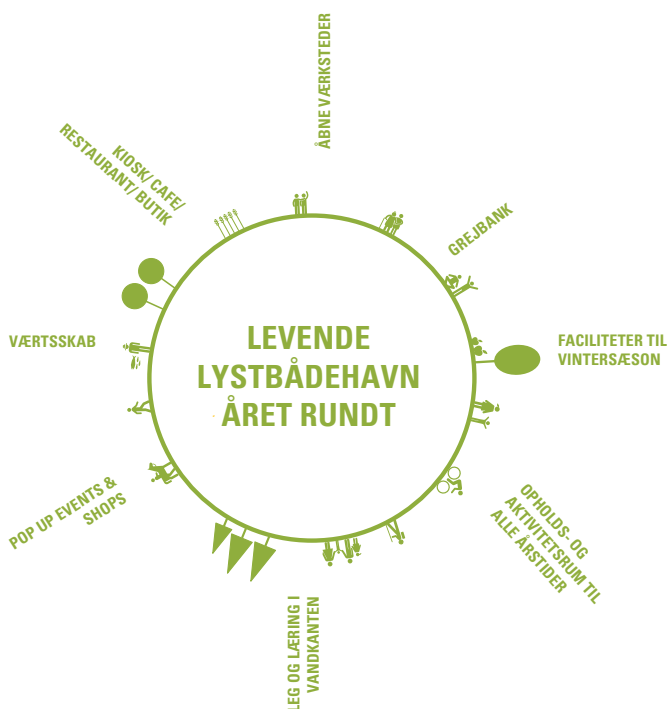 ÅBNE VÆRKSTEDER
GREJBANK
FACILITETER TIL
VINTERSÆSON
OPHOLDS- OG
AKTIVITETSRUM TIL
ALLE ÅRSTIDER
LEG OG LÆRING I
VANDKANTEN
POP UP EVENTS &
SHOPS
VÆRTSSKAB
KIOSK/ CAFE/
RESTAURANT/ BUTIK
LEVENDE
LYSTBÅDEHAVN
ÅRET RUNDT